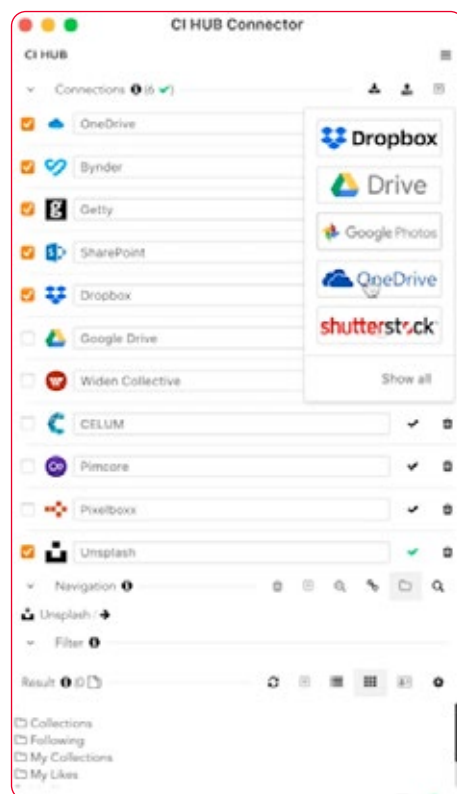 CI HUB Connector
CI HUB
Connections (6 ✔)
OneDrive
Bynder
Getty
SharePoint
Dropbox
Google Drive
Widen Collective
CELUM
Pimcore
Pixelboxx
Unsplash
Dropbox
Drive
Google Photos
OneDrive
shutterstock
Show all
Navigation
Unsplash / →
Filter
Result (0)
Collections
Following
My Collections
My Likes